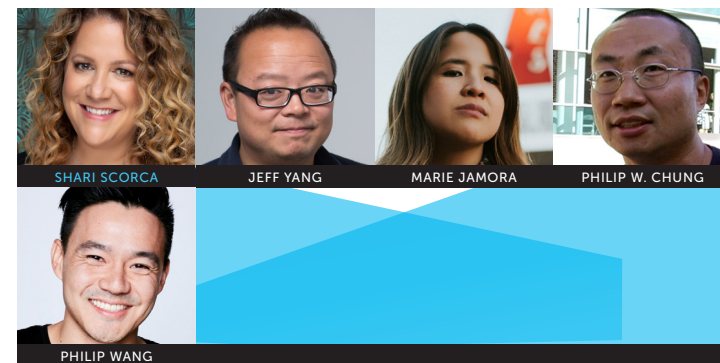 SHARI SCORCA
JEFF YANG
MARIE JAMORA
PHILIP W. CHUNG
PHILIP WANG